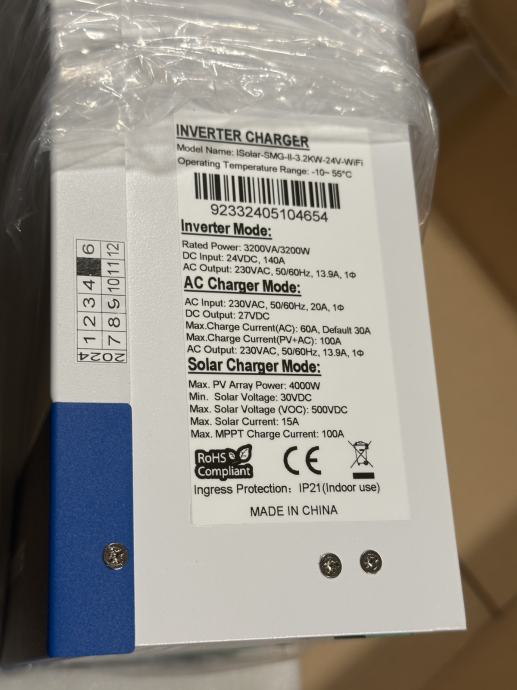 INVERTER CHARGER
Model Name: ISolar-SMG-II-3.2KW-24V-WiFi
Operating Temperature Range: -10~ 55°C
92332405104654
Inverter Mode:
Rated Power: 3200VA/3200W
DC Input: 24VDC, 140A
AC Output: 230VAC, 50/60HZ, 13.9A, 1Φ
AC Charger Mode:
AC Input: 230VAC, 50/60HZ, 20A, 1Φ
DC Output: 27VDC
Max.Charge Current(AC): 60A, Default 30A
Max.Charge Current(PV+AC): 100A
AC Output: 230VAC, 50/60HZ, 13.9A, 1Φ
Solar Charger Mode:
Max. PV Array Power: 4000W
Min. Solar Voltage: 30VDC
Max. Solar Voltage (VOC): 500VDC
Max. Solar Current: 15A
Max. MPPT Charge Current: 100A
RoHS
Compliant
CE
Ingress Protection: IP21(Indoor use)
MADE IN CHINA
2024
1 2 3 4 6
7 8 9 10 11 12